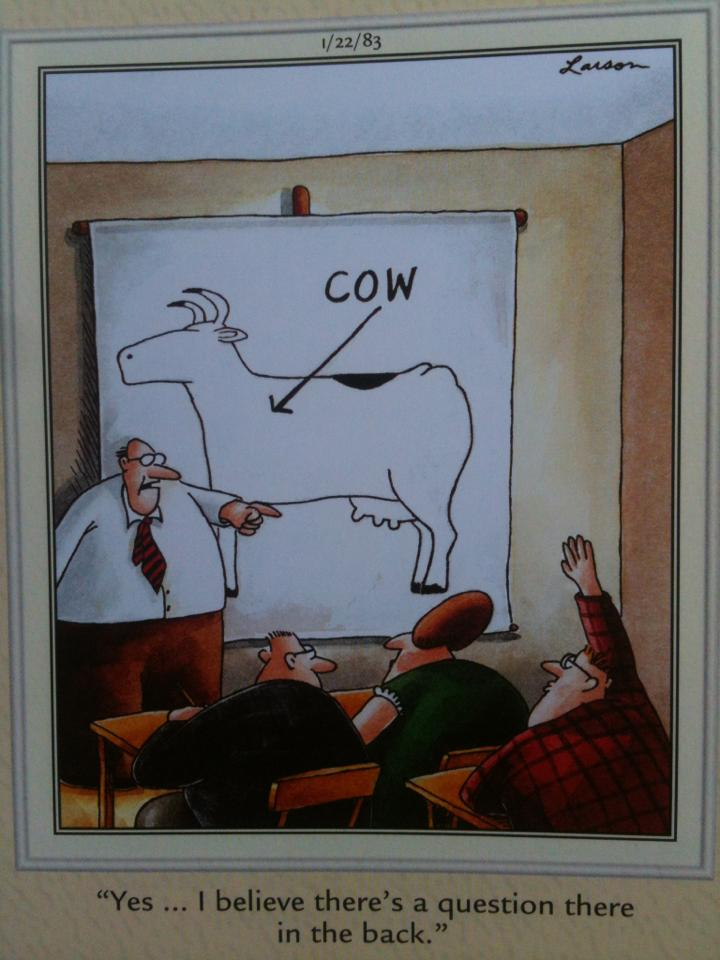 1/22/83
Larson
COW
“Yes ... I believe there’s a question there
in the back.”